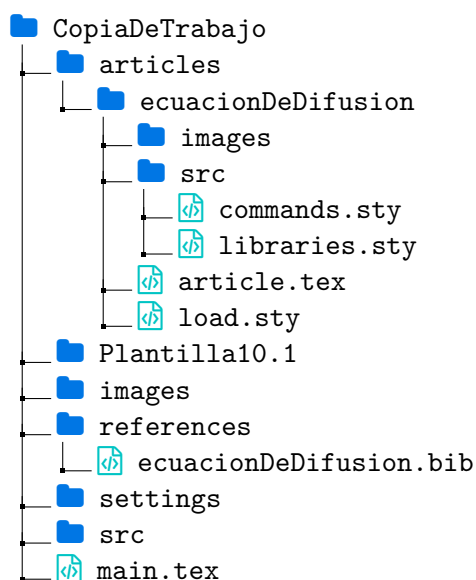 CopiaDeTrabajo
articles
ecuacionDeDifusion
images
src
commands.sty
libraries.sty
article.tex
load.sty
Plantilla10.1
images
references
ecuacionDeDifusion.bib
settings
src
main.tex